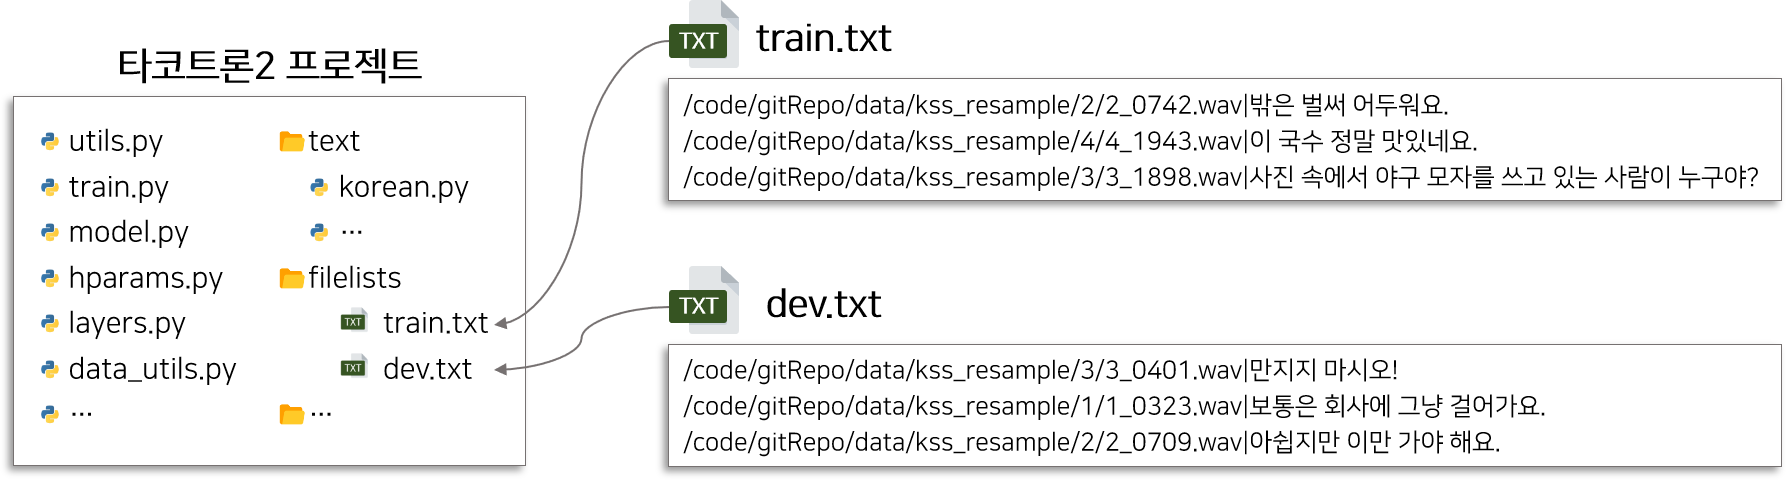 타코트론2 프로젝트
utils.py
train.py
model.py
hparams.py
layers.py
data_utils.py
...
text
korean.py
...
filelists
TXT train.txt
TXT dev.txt
...
TXT train.txt
/code/gitRepo/data/kss_resample/2/2_0742.wav|밖은 벌써 어두워요.
/code/gitRepo/data/kss_resample/4/4_1943.wav|이 국수 정말 맛있네요.
/code/gitRepo/data/kss_resample/3/3_1898.wav|사진 속에서 야구 모자를 쓰고 있는 사람이 누구야?
TXT dev.txt
/code/gitRepo/data/kss_resample/3/3_0401.wav|만지지 마시오!
/code/gitRepo/data/kss_resample/1/1_0323.wav|보통은 회사에 그냥 걸어가요.
/code/gitRepo/data/kss_resample/2/2_0709.wav|아쉽지만 이만 가야 해요.